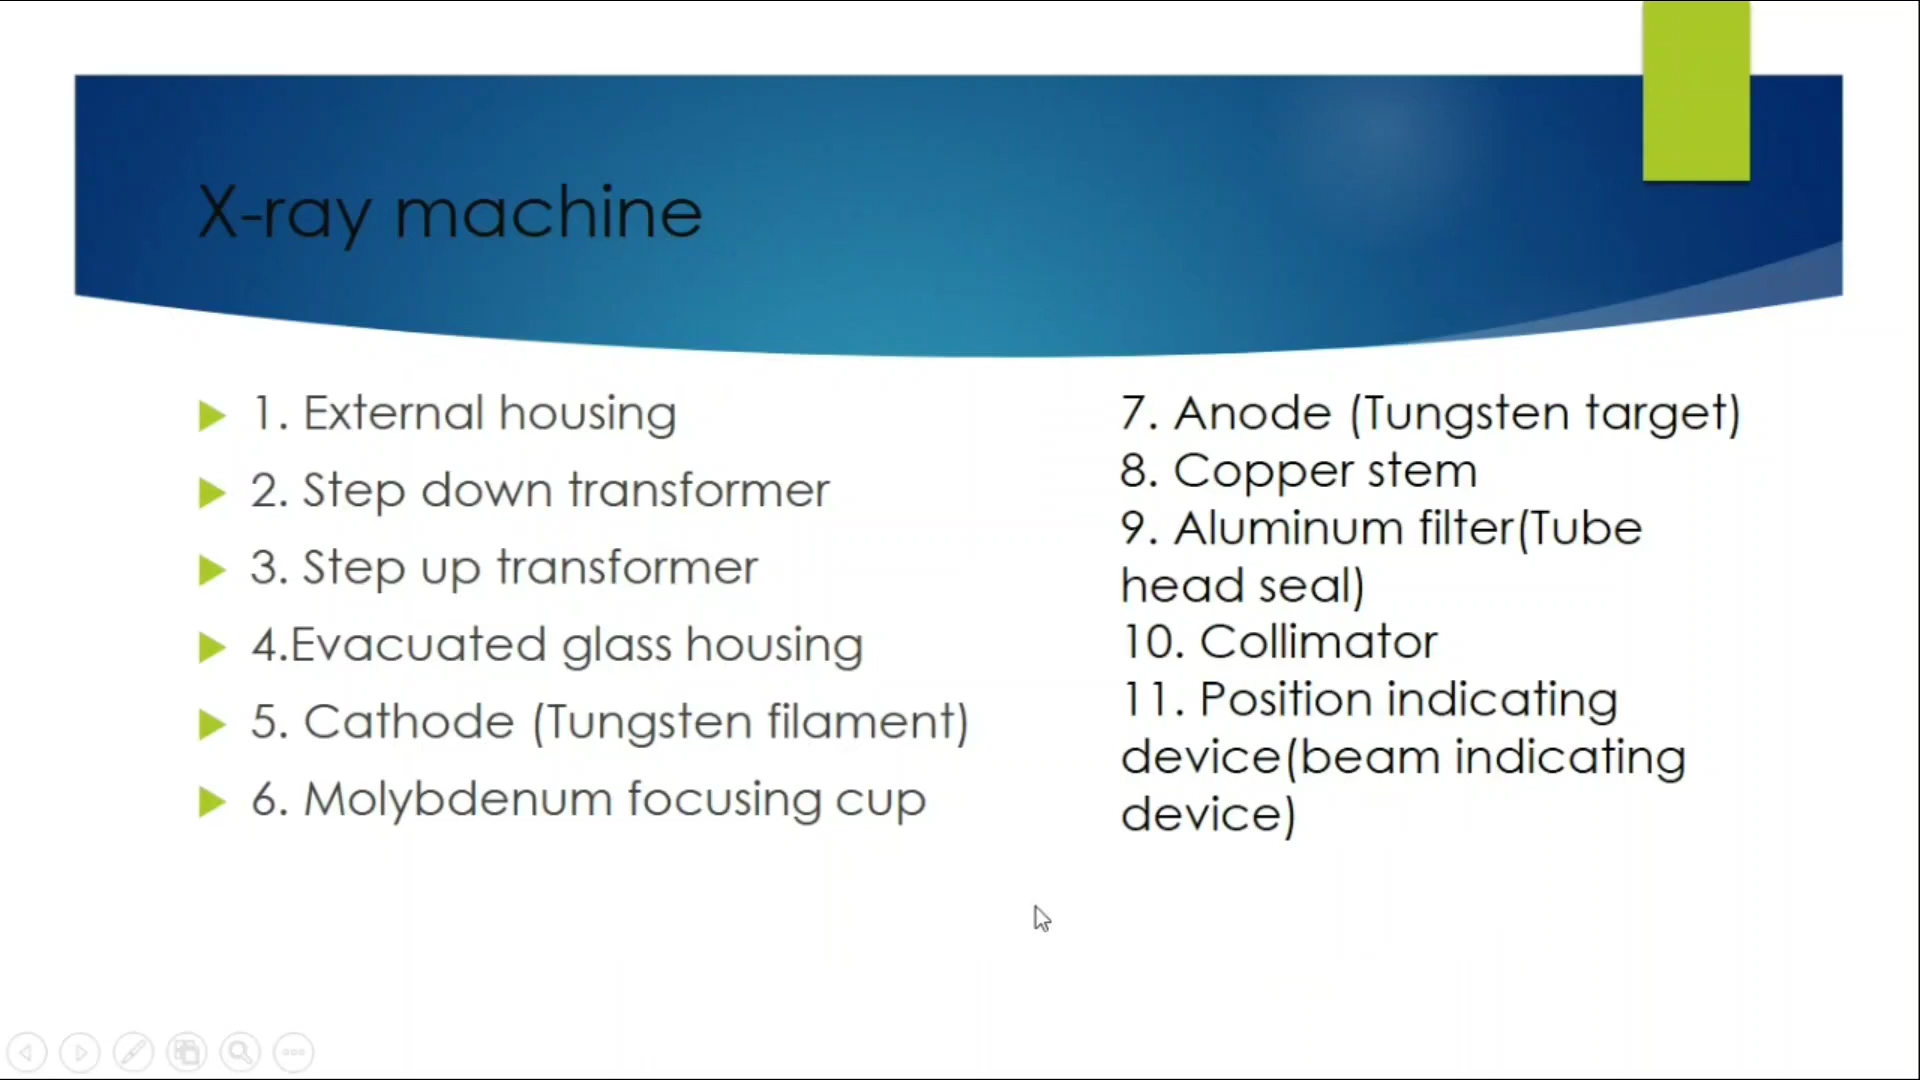 X-ray machine
1. External housing
2. Step down transformer
3. Step up transformer
4.Evacuated glass housing
5. Cathode (Tungsten filament)
6. Molybdenum focusing cup
7. Anode (Tungsten target)
8. Copper stem
9. Aluminum filter(Tube
head seal)
10. Collimator
11. Position indicating
device(beam indicating
device)